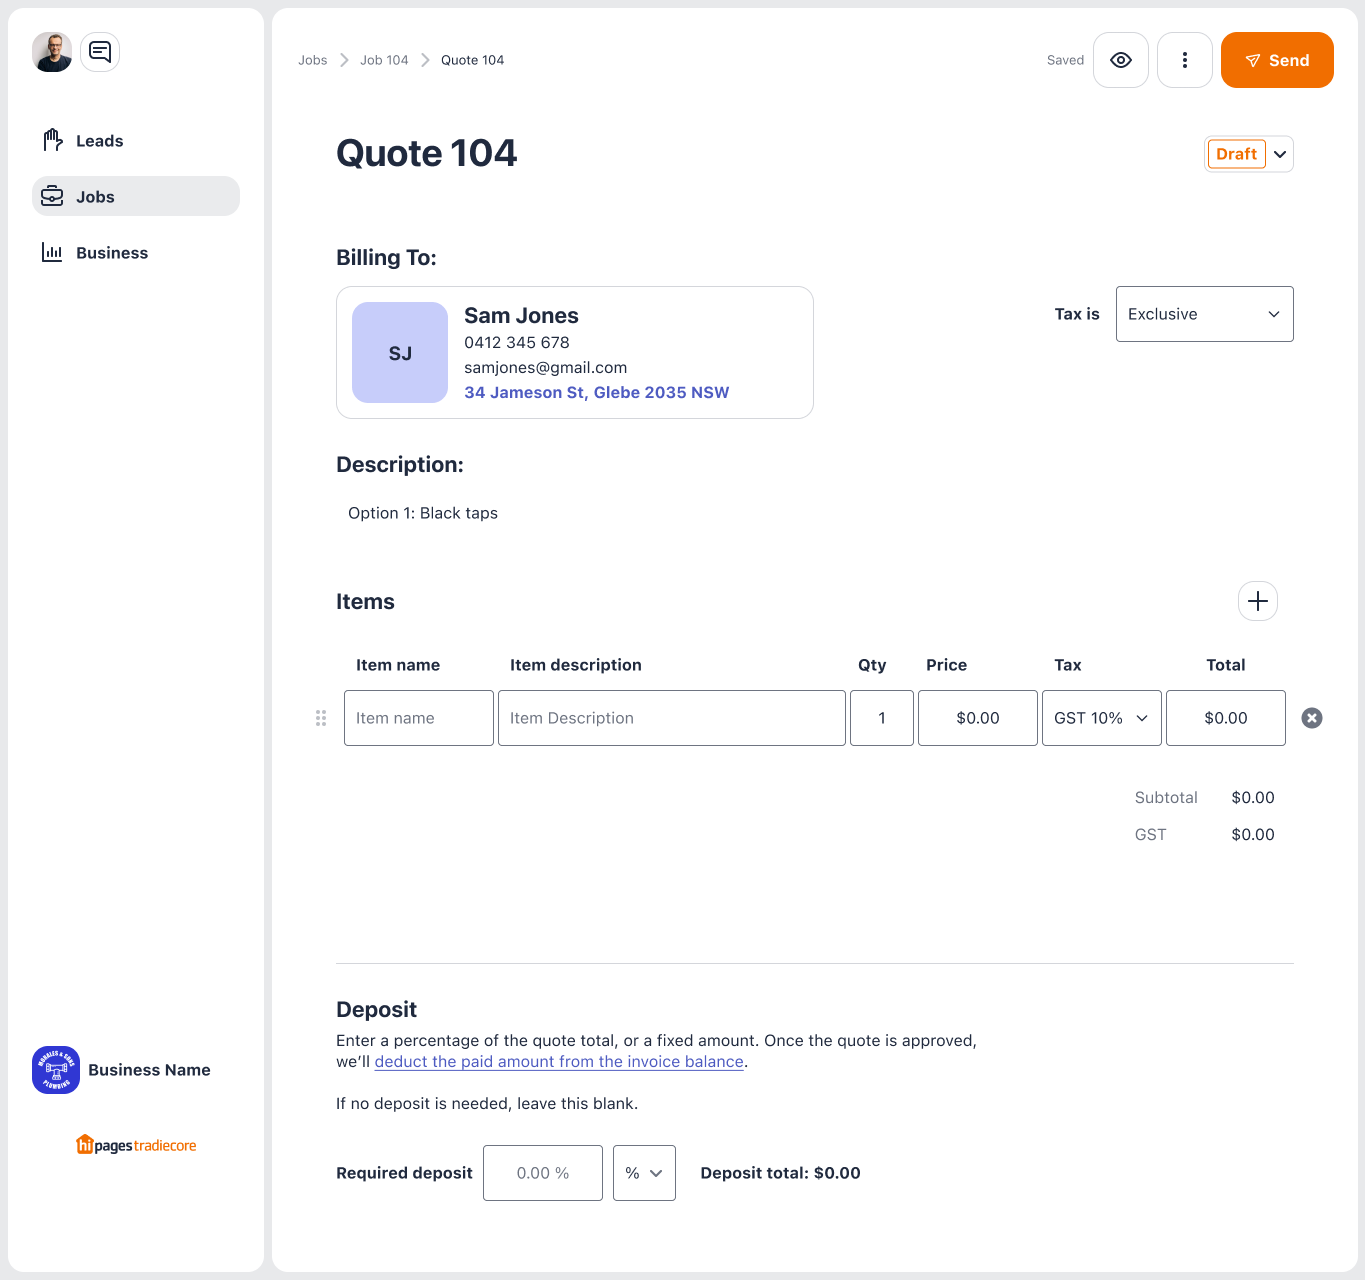 Leads
Jobs
Business
MORALES & SONS
PLUMBING
Business Name
hipages tradiecore
Jobs
Job 104
Quote 104
Saved
Send
Quote 104
Draft
Billing To:
SJ
Sam Jones
0412 345 678
samjones@gmail.com
34 Jameson St, Glebe 2035 NSW
Tax is
Exclusive
Description:
Option 1: Black taps
Items
Item name Item description Qty Price Tax Total
Item name Item Description 1 $0.00 GST 10% $0.00
Subtotal $0.00
GST $0.00
Deposit
Enter a percentage of the quote total, or a fixed amount. Once the quote is approved,
we’ll deduct the paid amount from the invoice balance.
If no deposit is needed, leave this blank.
Required deposit 0.00 % % Deposit total: $0.00